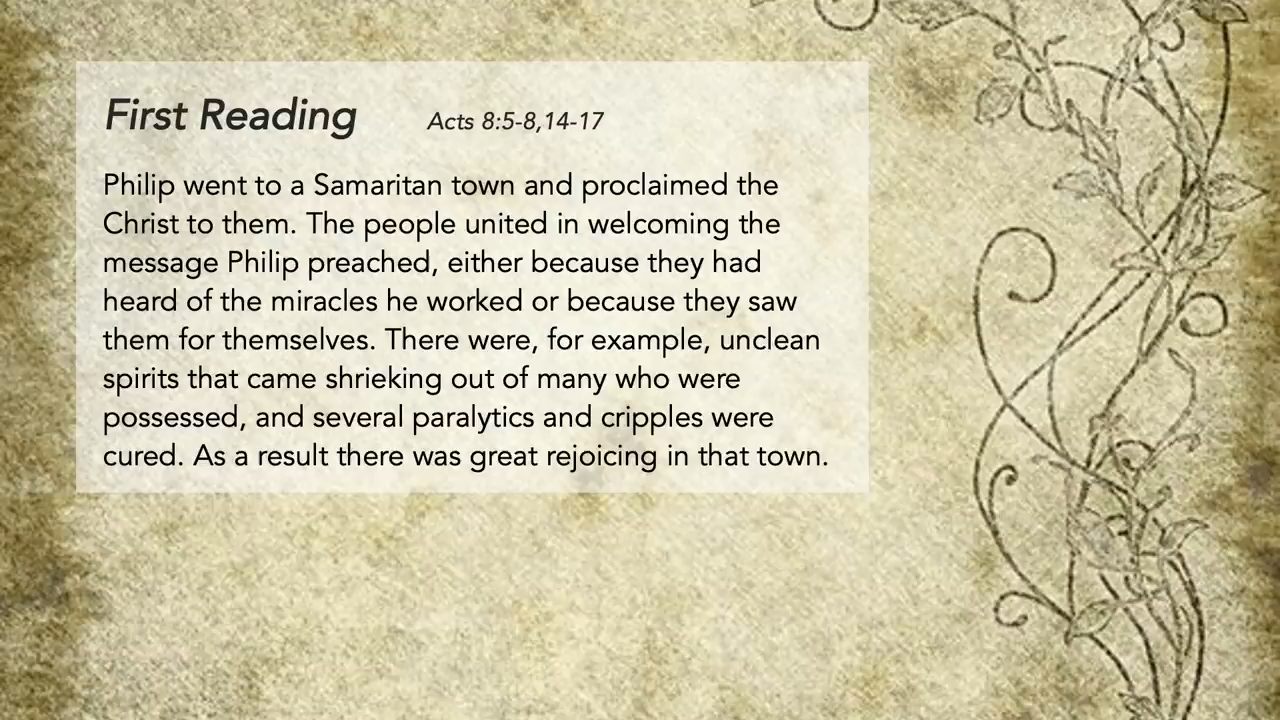 First Reading Acts 8:5-8,14-17
Philip went to a Samaritan town and proclaimed the
Christ to them. The people united in welcoming the
message Philip preached, either because they had
heard of the miracles he worked or because they saw
them for themselves. There were, for example, unclean
spirits that came shrieking out of many who were
possessed, and several paralytics and cripples were
cured. As a result there was great rejoicing in that town.